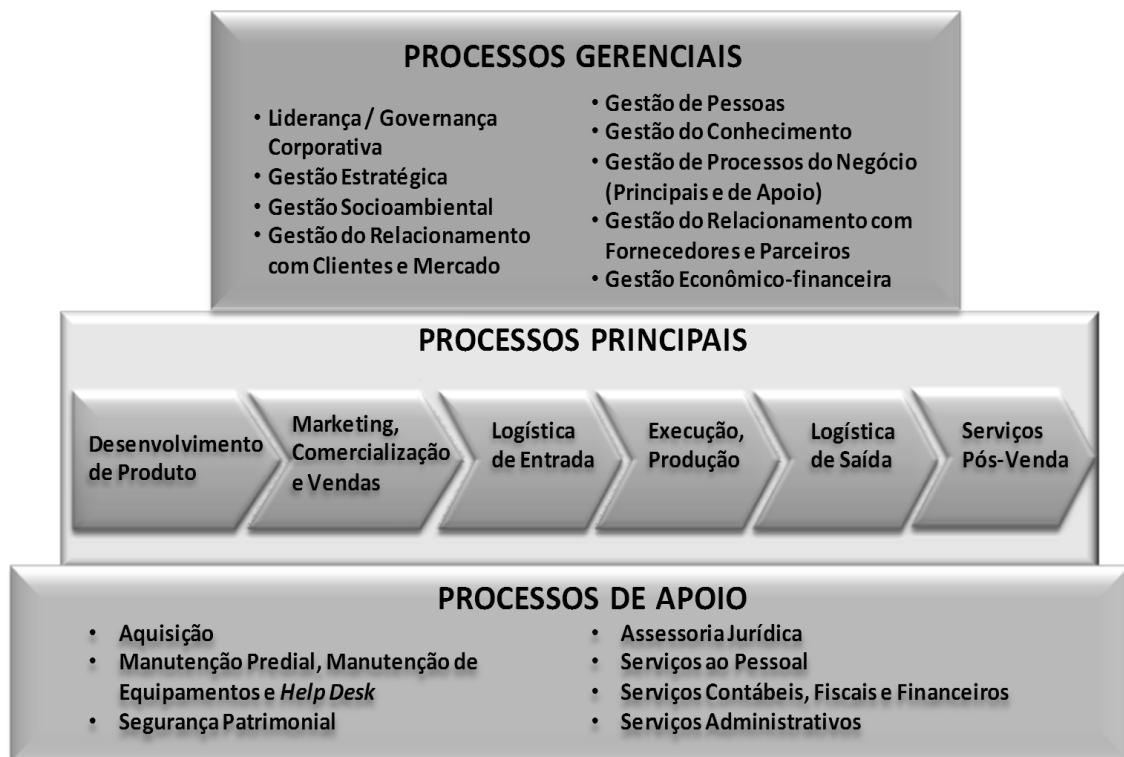 PROCESSOS GERENCIAIS
• Liderança / Governança
Corporativa
• Gestão Estratégica
• Gestão Socioambiental
• Gestão do Relacionamento
com Clientes e Mercado
• Gestão de Pessoas
• Gestão do Conhecimento
• Gestão de Processos do Negócio
(Principais e de Apoio)
• Gestão do Relacionamento com
Fornecedores e Parceiros
• Gestão Econômico-financeira
PROCESSOS PRINCIPAIS
Desenvolvimento
de Produto
Marketing,
Comercialização
e Vendas
Logística
de Entrada
Execução,
Produção
Logística
de Saída
Serviços
Pós-Venda
PROCESSOS DE APOIO
• Aquisição
• Manutenção Predial, Manutenção de
Equipamentos e Help Desk
• Segurança Patrimonial
• Assessoria Jurídica
• Serviços ao Pessoal
• Serviços Contábeis, Fiscais e Financeiros
• Serviços Administrativos